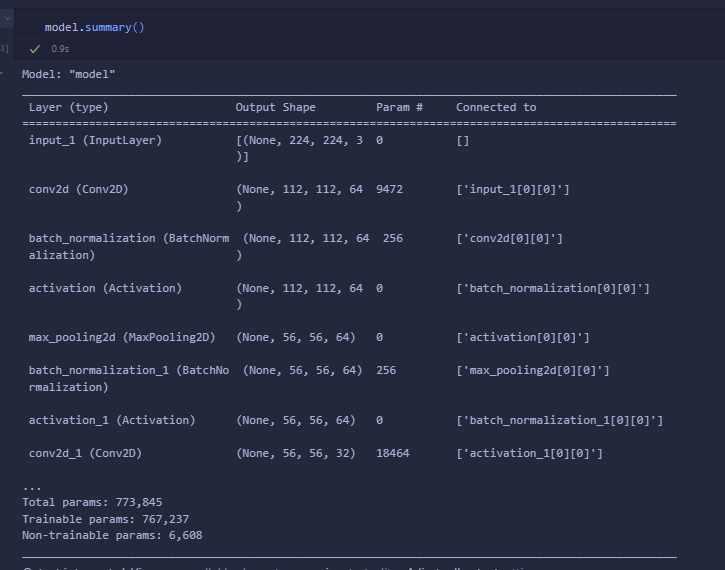 model.summary()
3]
0.9s
Model: "model"
Layer (type) Output Shape Param # Connected to
input_1 (InputLayer) [(None, 224, 224, 3 0 []
)]
conv2d (Conv2D) (None, 112, 112, 64 9472 ['input_1[0][0]']
)
batch_normalization (BatchNorm (None, 112, 112, 64 256 ['conv2d[0][0]']
alization) )
activation (Activation) (None, 112, 112, 64 0 ['batch_normalization[0][0]']
)
max_pooling2d (MaxPooling2D) (None, 56, 56, 64) 0 ['activation[0][0]']
batch_normalization_1 (BatchNo (None, 56, 56, 64) 256 ['max_pooling2d[0][0]']
rmalization)
activation_1 (Activation) (None, 56, 56, 64) 0 ['batch_normalization_1[0][0]']
conv2d_1 (Conv2D) (None, 56, 56, 32) 18464 ['activation_1[0][0]']
...
Total params: 773,845
Trainable params: 767,237
Non-trainable params: 6,608